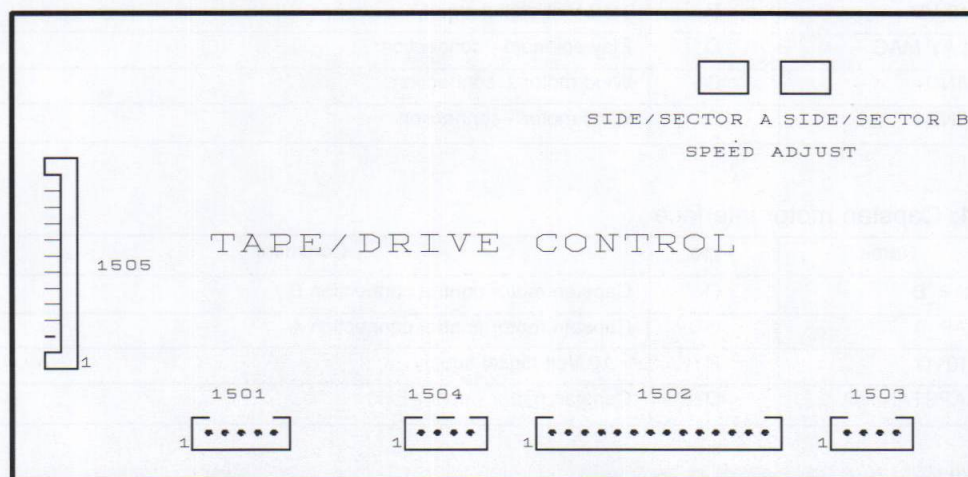 SIDE/SECTOR A SIDE/SECTOR B
SPEED ADJUST
TAPE/DRIVE CONTROL
1505
1
1501 1504 1502 1503
1 1 1 1